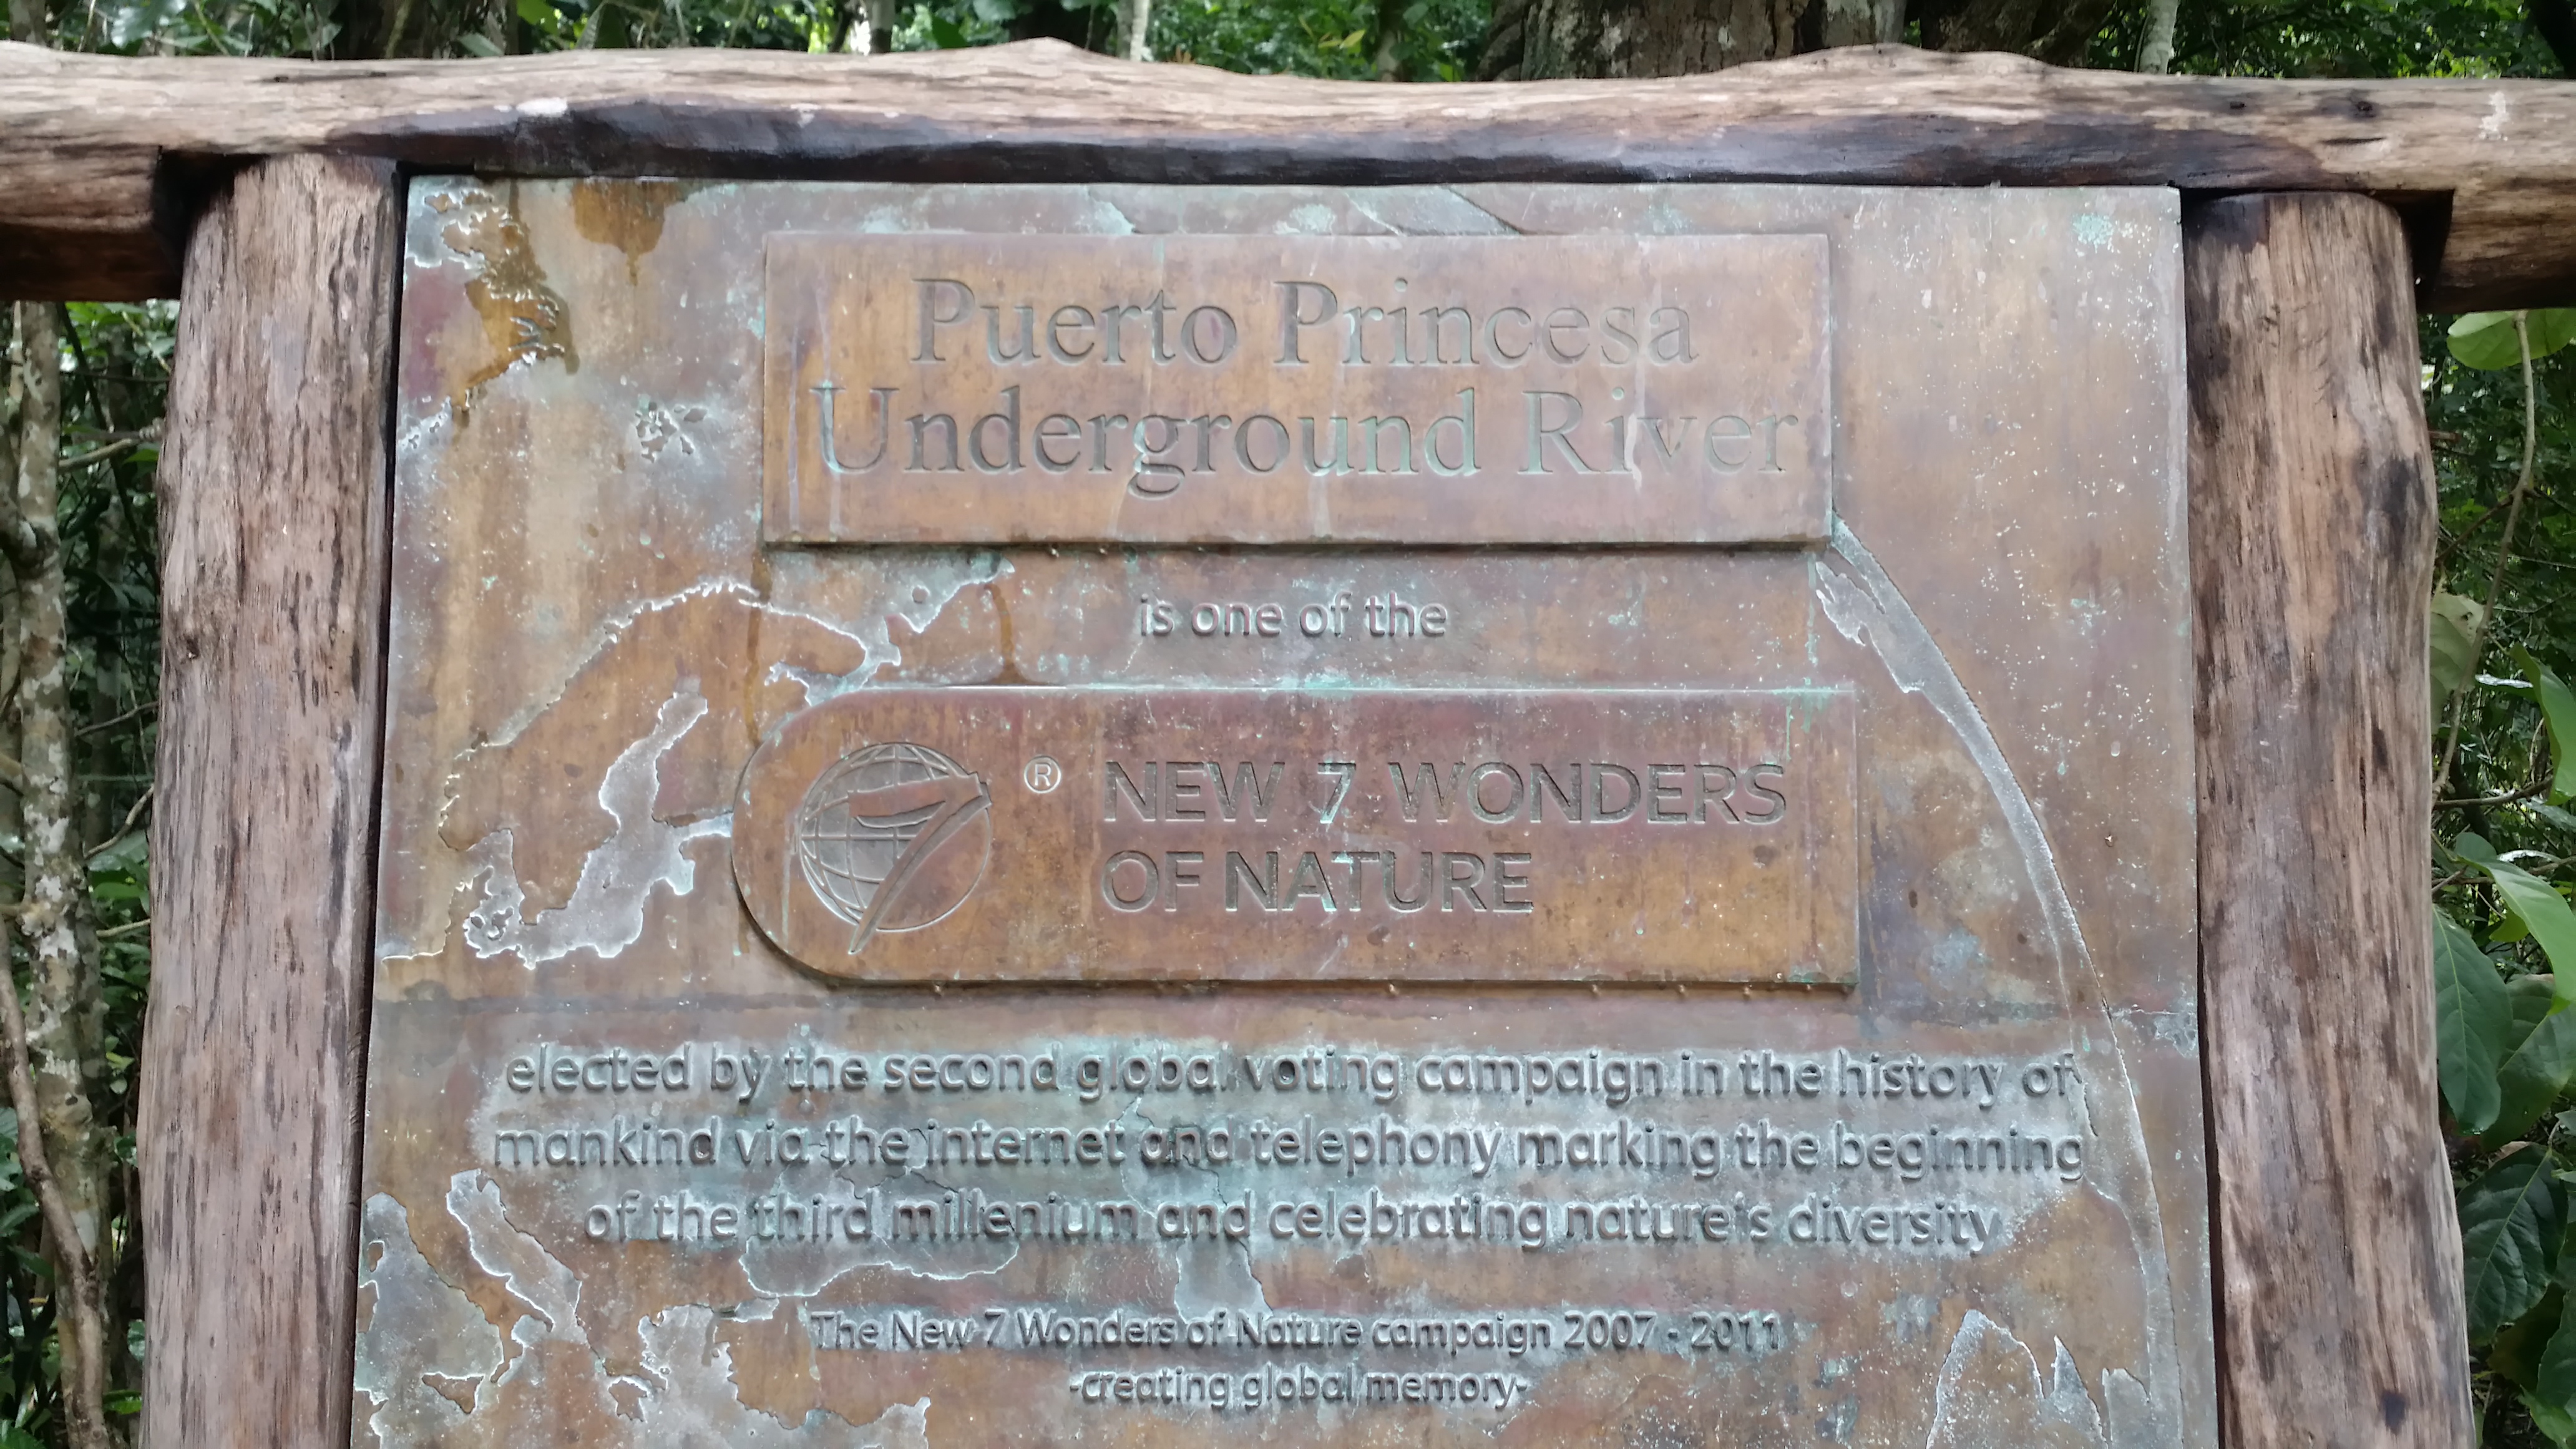 Puerto Princesa
Underground River
is one of the
7 ® NEW 7 WONDERS
OF NATURE
elected by the second global voting campaign in the history of
mankind via the internet and telephony marking the beginning
of the third millenium and celebrating nature's diversity
The New 7 Wonders of Nature campaign 2007 - 2011
-creating global memory-